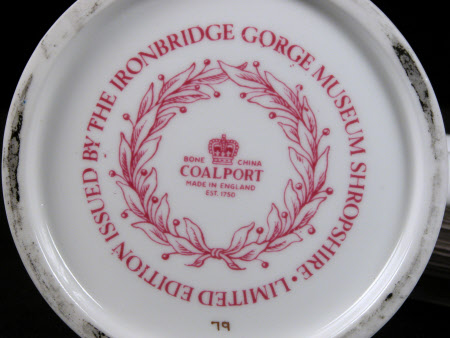 LIMITED EDITION ISSUED BY THE IRONBRIDGE GORGE MUSEUM SHROPSHIRE •
BONE CHINA
COALPORT
MADE IN ENGLAND
EST. 1750
79